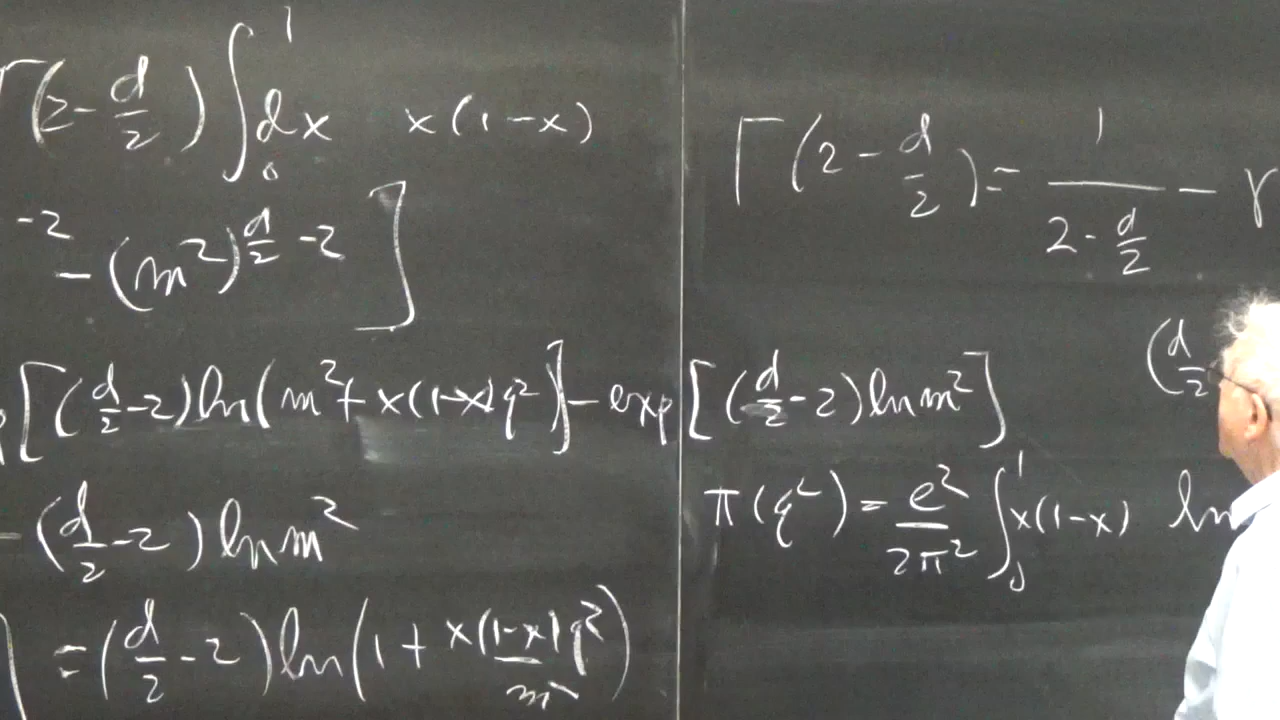 Γ(2 - d/2) ∫₀¹ dx x(1-x)
-2 - (m²)^(d/2 - 2) ]
[(d/2 - 2) ln(m² + x(1-x)q²] - exp[(d/2 - 2) ln m²]
- (d/2 - 2) ln m²
= (d/2 - 2) ln(1 + x(1-x)q²/m²)
Γ(2 - d/2) = 1/(2 - d/2) - γ
(d/2
π(q²) = e²/2π² ∫₀¹ x(1-x) ln